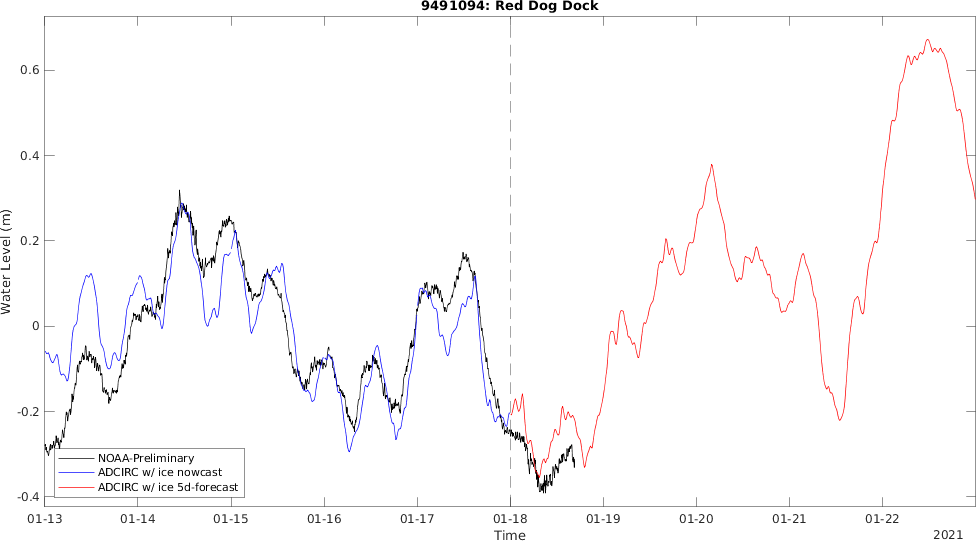 9491094: Red Dog Dock
Water Level (m)
0.6
0.4
0.2
0
-0.2
-0.4
NOAA-Preliminary
ADCIRC w/ ice nowcast
ADCIRC w/ ice 5d-forecast
01-13 01-14 01-15 01-16 01-17 01-18 01-19 01-20 01-21 01-22
Time
2021